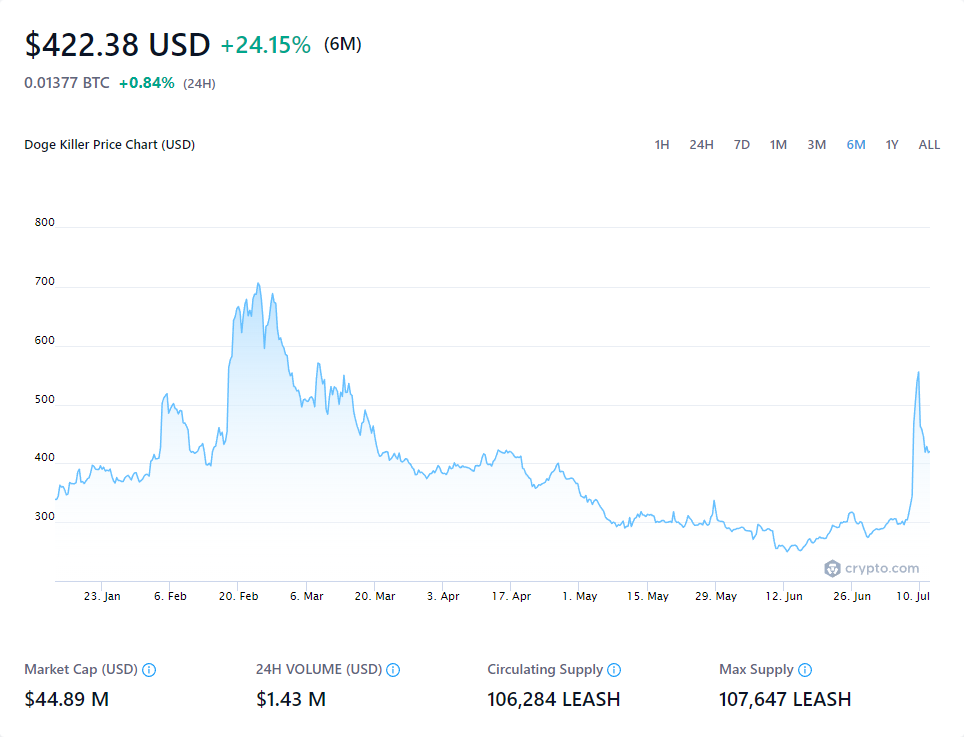 $422.38 USD +24.15% (6M)
0.01377 BTC +0.84% (24H)
Doge Killer Price Chart (USD)
1H 24H 7D 1M 3M 6M 1Y ALL
800
700
600
500
400
300
crypto.com
23. Jan 6. Feb 20. Feb 6. Mar 20. Mar 3. Apr 17. Apr 1. May 15. May 29. May 12. Jun 26. Jun 10. Jul
Market Cap (USD) 24H VOLUME (USD) Circulating Supply Max Supply
$44.89 M $1.43 M 106,284 LEASH 107,647 LEASH